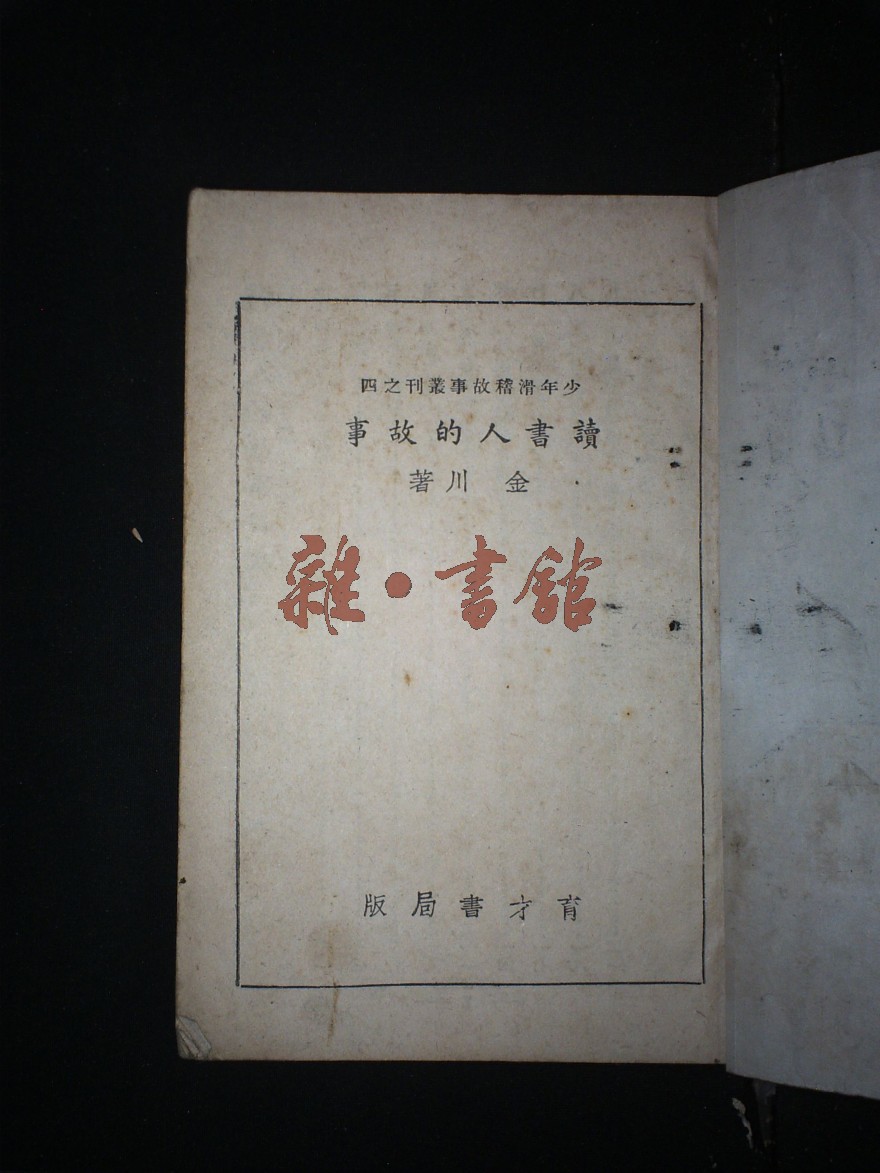 少年滑稽故事叢刊之四
讀書人的故事
金川著
雜·書館
育才書局版